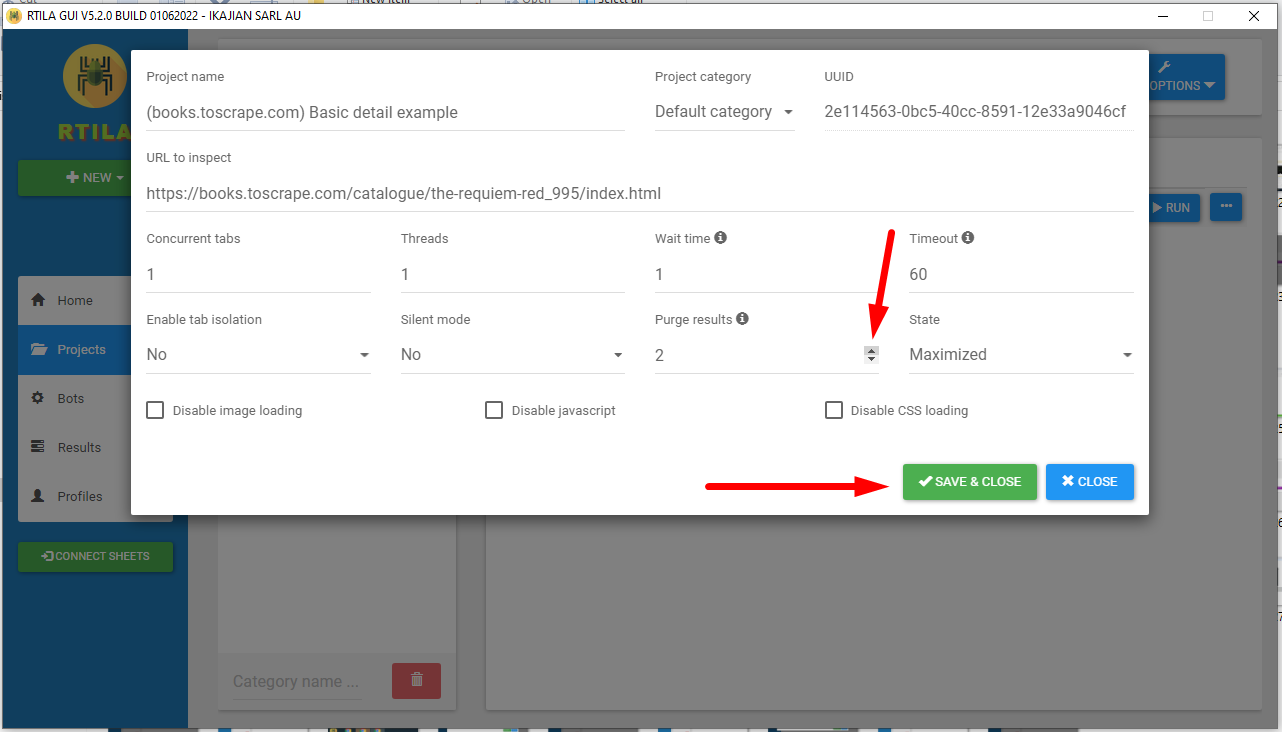 RTILA GUI V5.2.0 BUILD 01062022 - IKAJIAN SARL AU
RTILA
NEW
Home
Projects
Bots
Results
Profiles
CONNECT SHEETS
Project name
Project category
UUID
(books.toscrape.com) Basic detail example
Default category
2e114563-0bc5-40cc-8591-12e33a9046cf
URL to inspect
https://books.toscrape.com/catalogue/the-requiem-red_995/index.html
Concurrent tabs
Threads
Wait time
Timeout
1
1
1
60
Enable tab isolation
Silent mode
Purge results
State
No
No
2
Maximized
Disable image loading
Disable javascript
Disable CSS loading
SAVE & CLOSE
CLOSE
OPTIONS
RUN
Category name ...